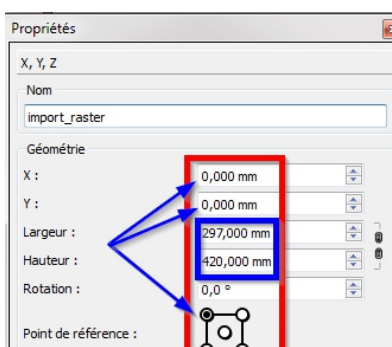 Propriétés
X, Y, Z
Nom
import_raster
Géométrie
X : 0,000 mm
Y : 0,000 mm
Largeur : 297,000 mm
Hauteur : 420,000 mm
Rotation : 0,0 °
Point de référence :